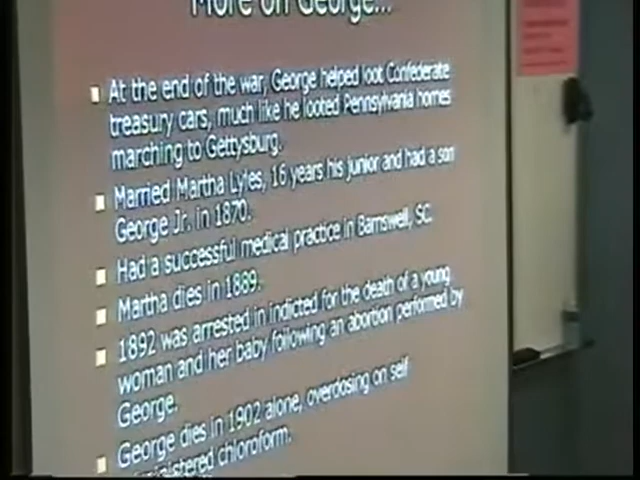 More on George...
At the end of the war, George helped loot Confederate
treasury cars, much like he looted Pennsylvania homes
marching to Gettysburg.
Married Martha Lyles, 16 years his junior and had a son
George Jr. in 1870.
Had a successful medical practice in Barnswell, SC.
Martha dies in 1889.
1892 was arrested in indicted for the death of a young
woman and her baby following an abortion performed by
George.
George dies in 1902 alone, overdosing on self
chloroform.